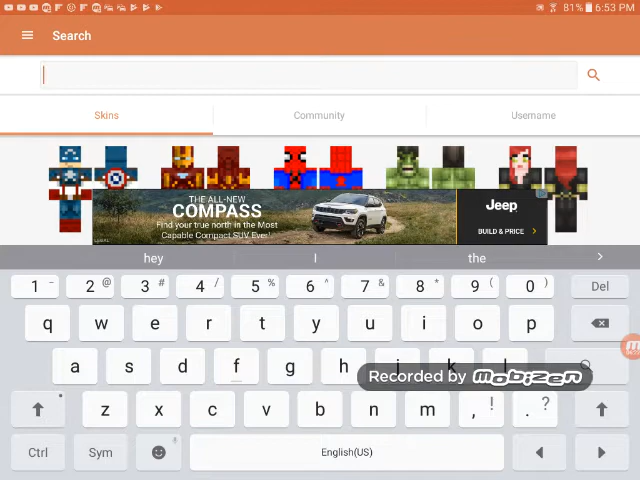 81% 6:53 PM
Search
Skins Community Username
THE ALL-NEW
COMPASS
Find your true north in the Most
Capable Compact SUV Ever.
Jeep
BUILD & PRICE
hey I the
1 - 2 @ 3 # 4 / 5 % 6 ^ 7 & 8 * 9 ( 0 ) Del
q w e r t y u i o p
a s d f g h j k l
Recorded by mobizen
z x c v b n m , ! . ?
Ctrl Sym English(US)